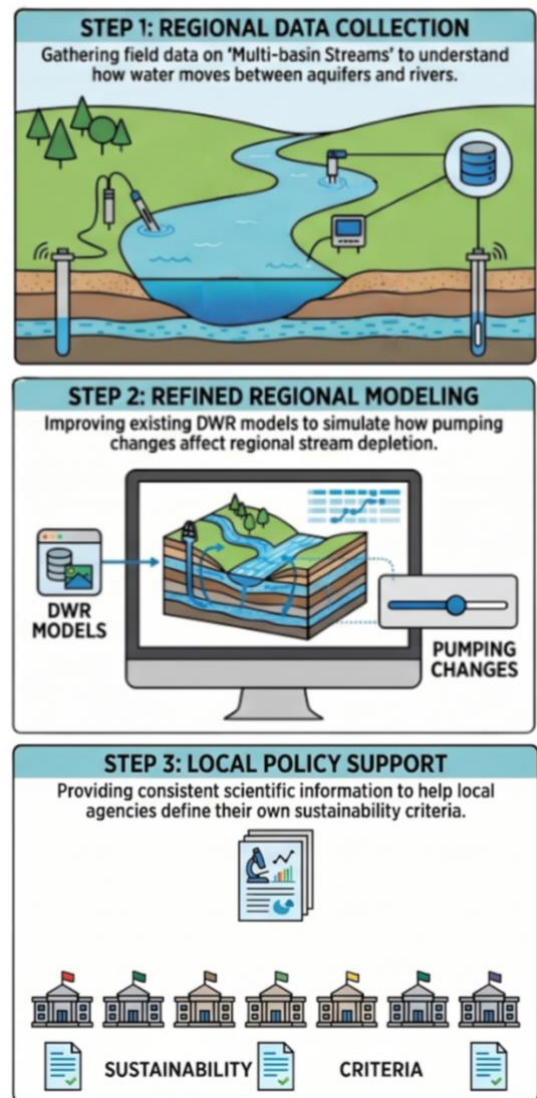 STEP 1: REGIONAL DATA COLLECTION
Gathering field data on 'Multi-basin Streams' to understand
how water moves between aquifers and rivers.
STEP 2: REFINED REGIONAL MODELING
Improving existing DWR models to simulate how pumping
changes affect regional stream depletion.
DWR
MODELS
PUMPING
CHANGES
STEP 3: LOCAL POLICY SUPPORT
Providing consistent scientific information to help local
agencies define their own sustainability criteria.
SUSTAINABILITY CRITERIA